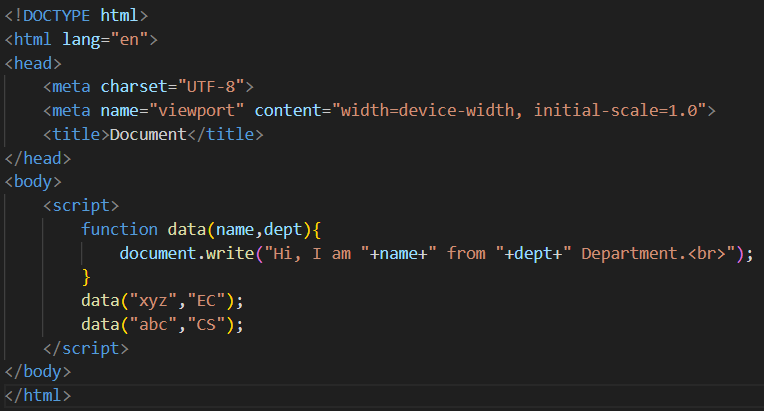 <!DOCTYPE html>
<html lang="en">
<head>
    <meta charset="UTF-8">
    <meta name="viewport" content="width=device-width, initial-scale=1.0">
    <title>Document</title>
</head>
<body>
    <script>
        function data(name,dept){
            document.write("Hi, I am "+name+" from "+dept+" Department.<br>");
        }
        data("xyz","EC");
        data("abc","CS");
    </script>
</body>
</html>